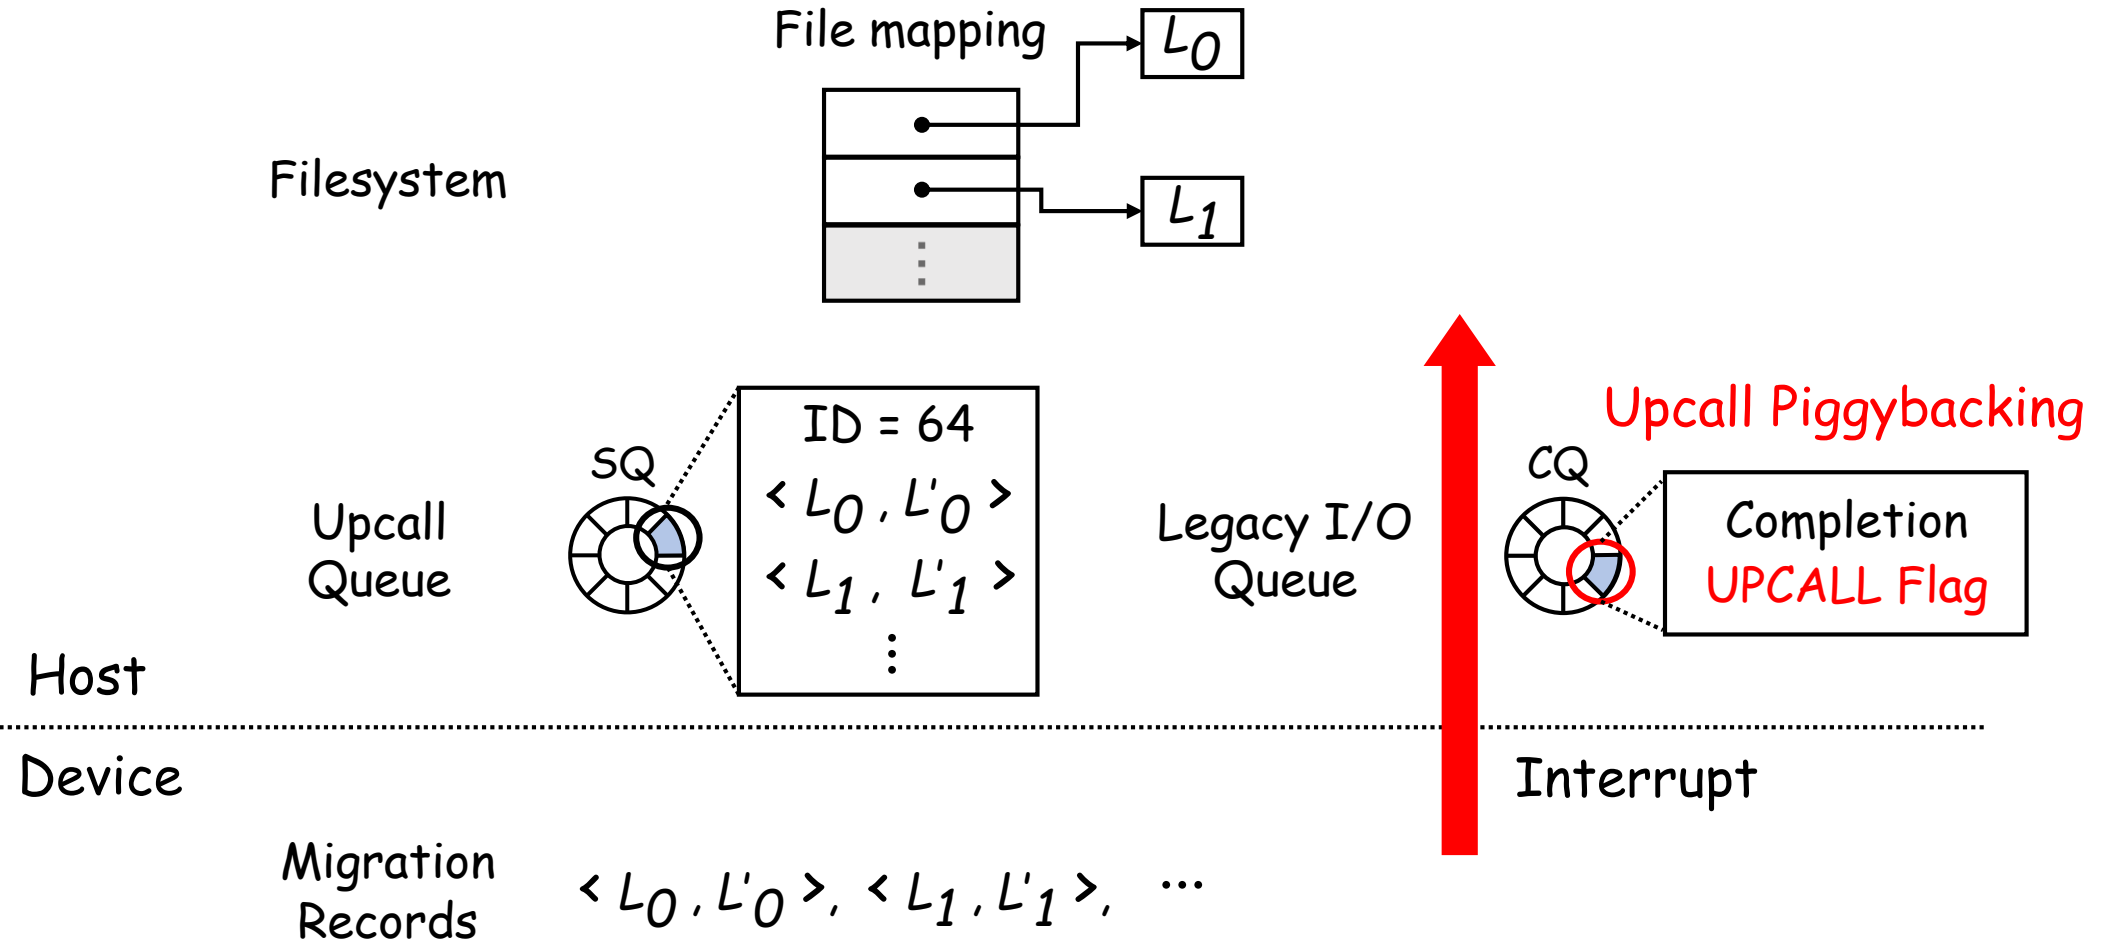 File mapping
L0
Filesystem
L1
⋮
Upcall Piggybacking
ID = 64
SQ
CQ
< L0 , L'0 >
Upcall
Queue
Legacy I/O
Queue
Completion
UPCALL Flag
< L1 , L'1 >
⋮
Host
Device
Interrupt
Migration
Records
< L0 , L'0 >, < L1 , L'1 >, ...